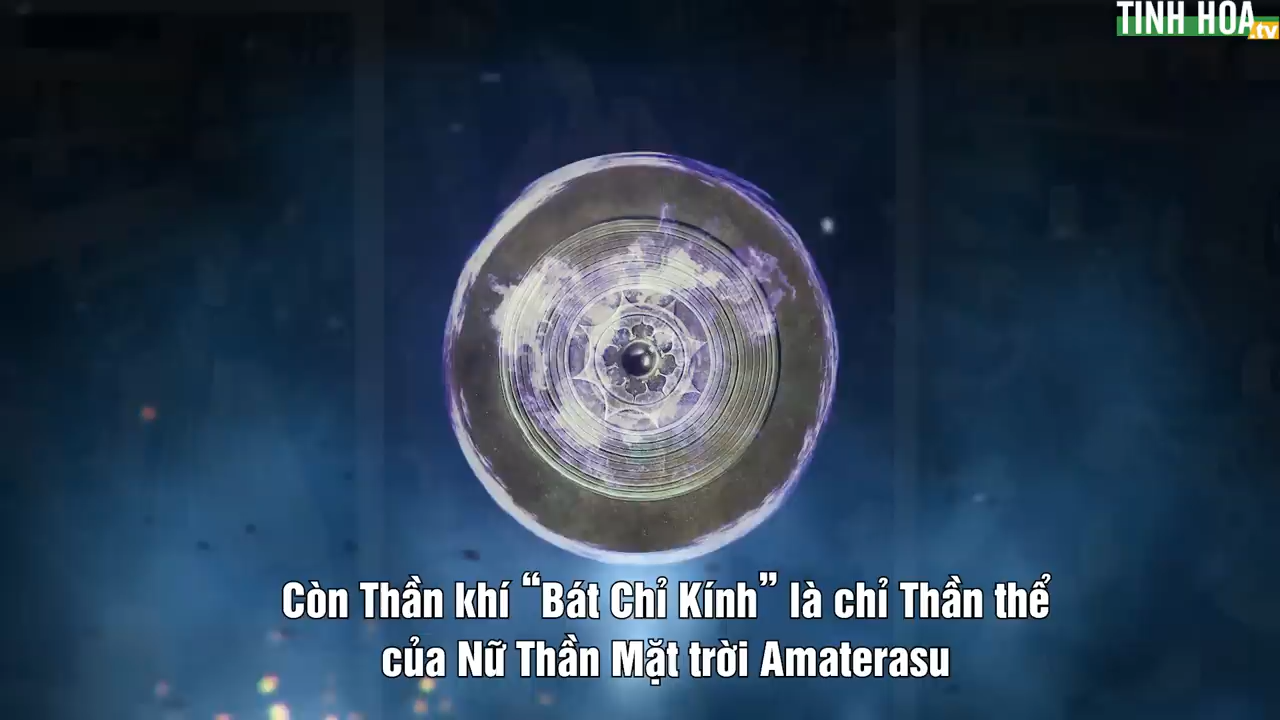 TINH HOA
.tv
Còn Thần khí “Bát Chỉ Kính” là chỉ Thần thể
của Nữ Thần Mặt trời Amaterasu